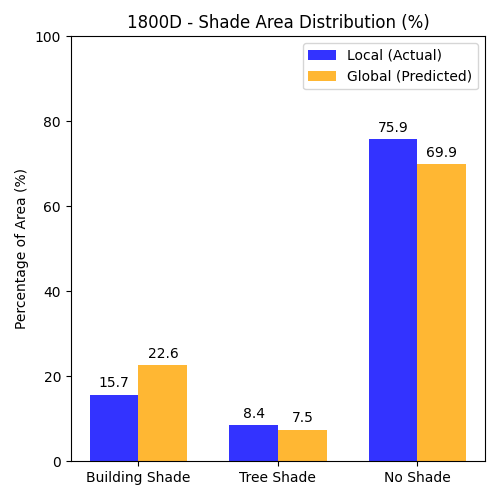 1800D - Shade Area Distribution (%)
Local (Actual)
Global (Predicted)
Percentage of Area (%)
100
80
60
40
20
0
15.7
22.6
8.4
7.5
75.9
69.9
Building Shade
Tree Shade
No Shade